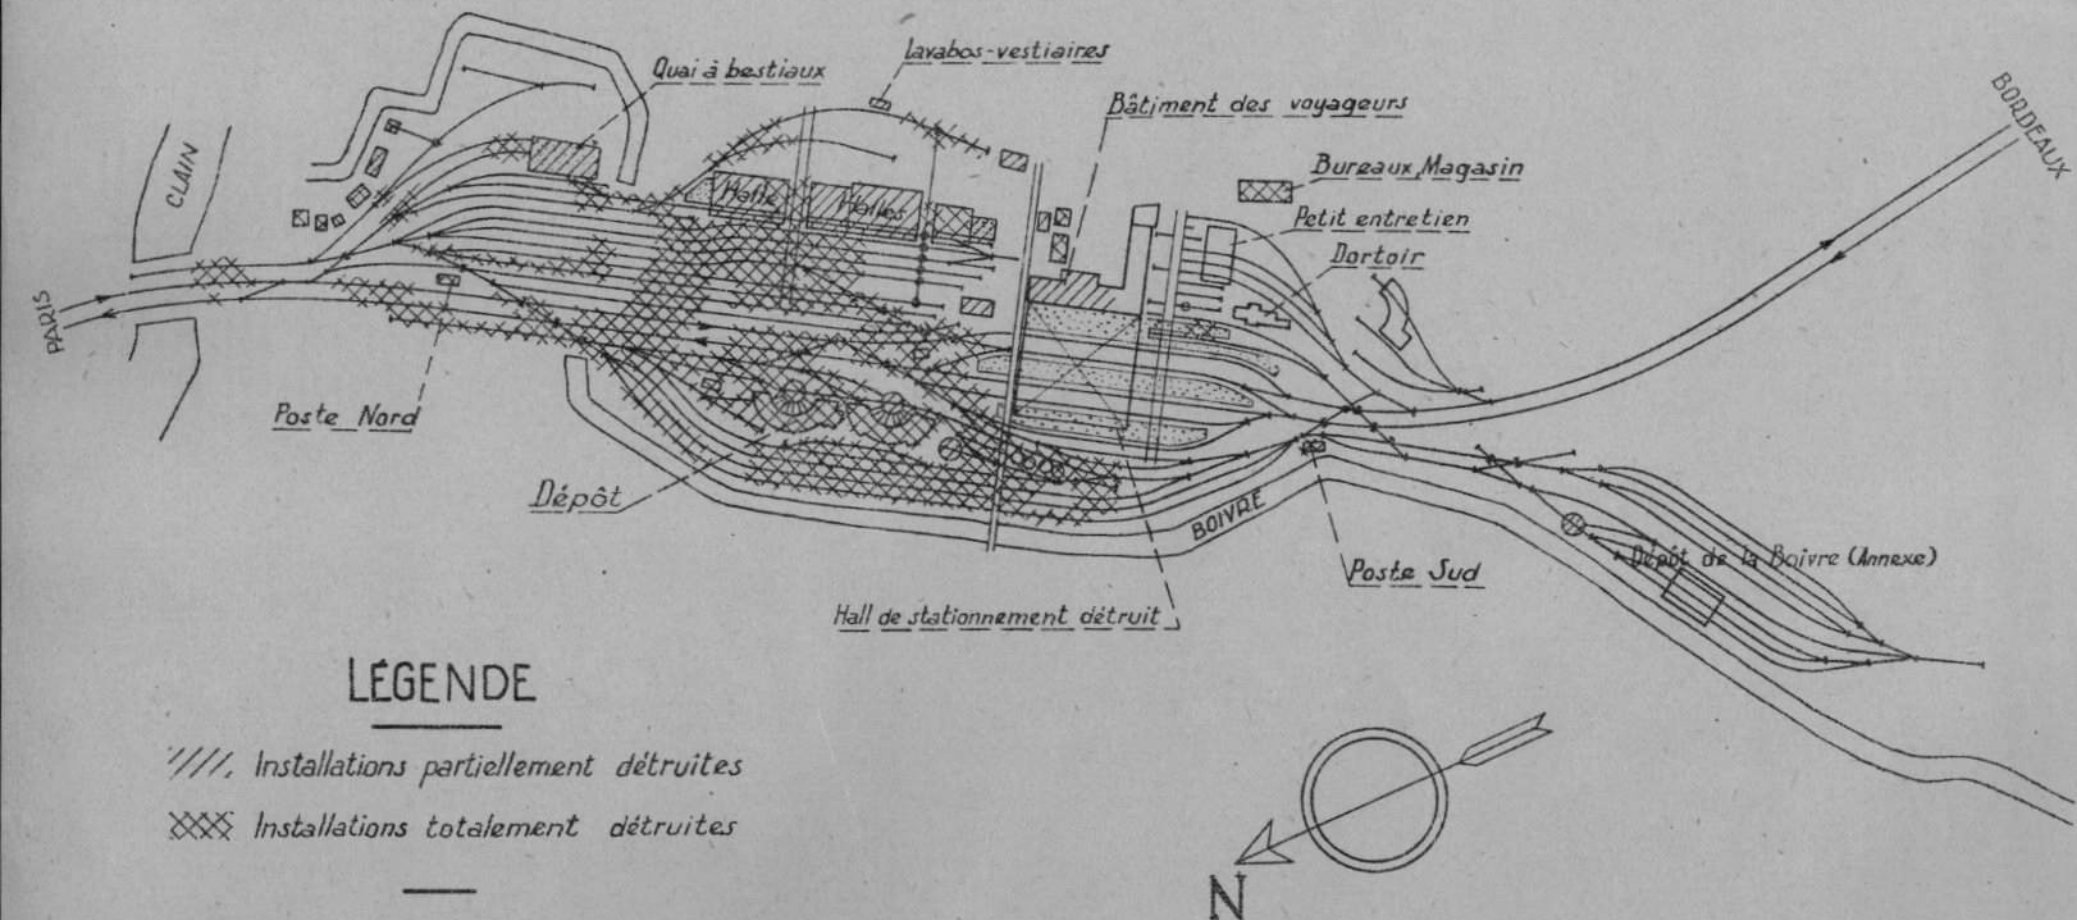 Lavabos-vestiaires
Quai à bestiaux
Bâtiment des voyageurs
BORDEAUX
CLAIN
Bureaux, Magasin
Halle
Halles
Petit entretien
Dortoir
PARIS
Poste Nord
Dépôt
BOIVRE
Dépôt de la Boivre (Annexe)
Poste Sud
Hall de stationnement détruit
LÉGENDE
Installations partiellement détruites
Installations totalement détruites
N